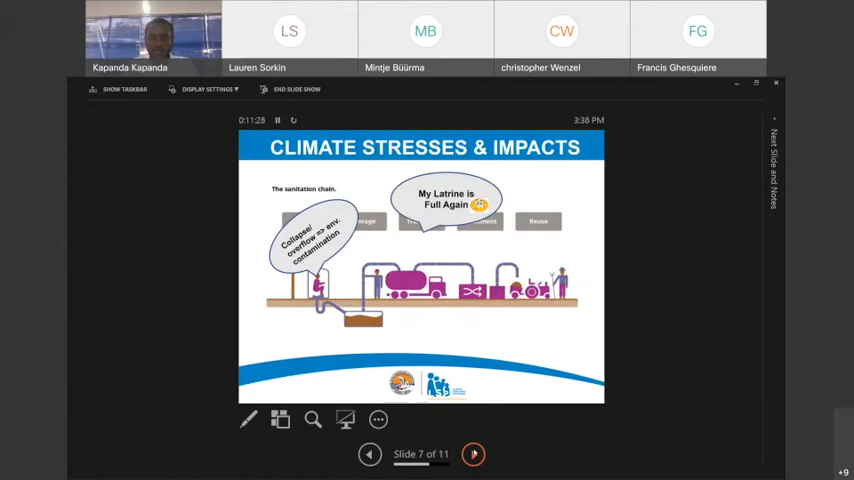 LS
MB
CW
FG
Kapanda Kapanda
Lauren Sorkin
Mintje Büürma
christopher Wenzel
Francis Ghesquiere
SHOW TASKBAR
DISPLAY SETTINGS
END SLIDE SHOW
0:11:28
3:38 PM
CLIMATE STRESSES & IMPACTS
The sanitation chain.
My Latrine is
Full Again
Reuse
Collapse/
overflow => env.
contamination
Next Slide and Notes
LSP
Slide 7 of 11
+9